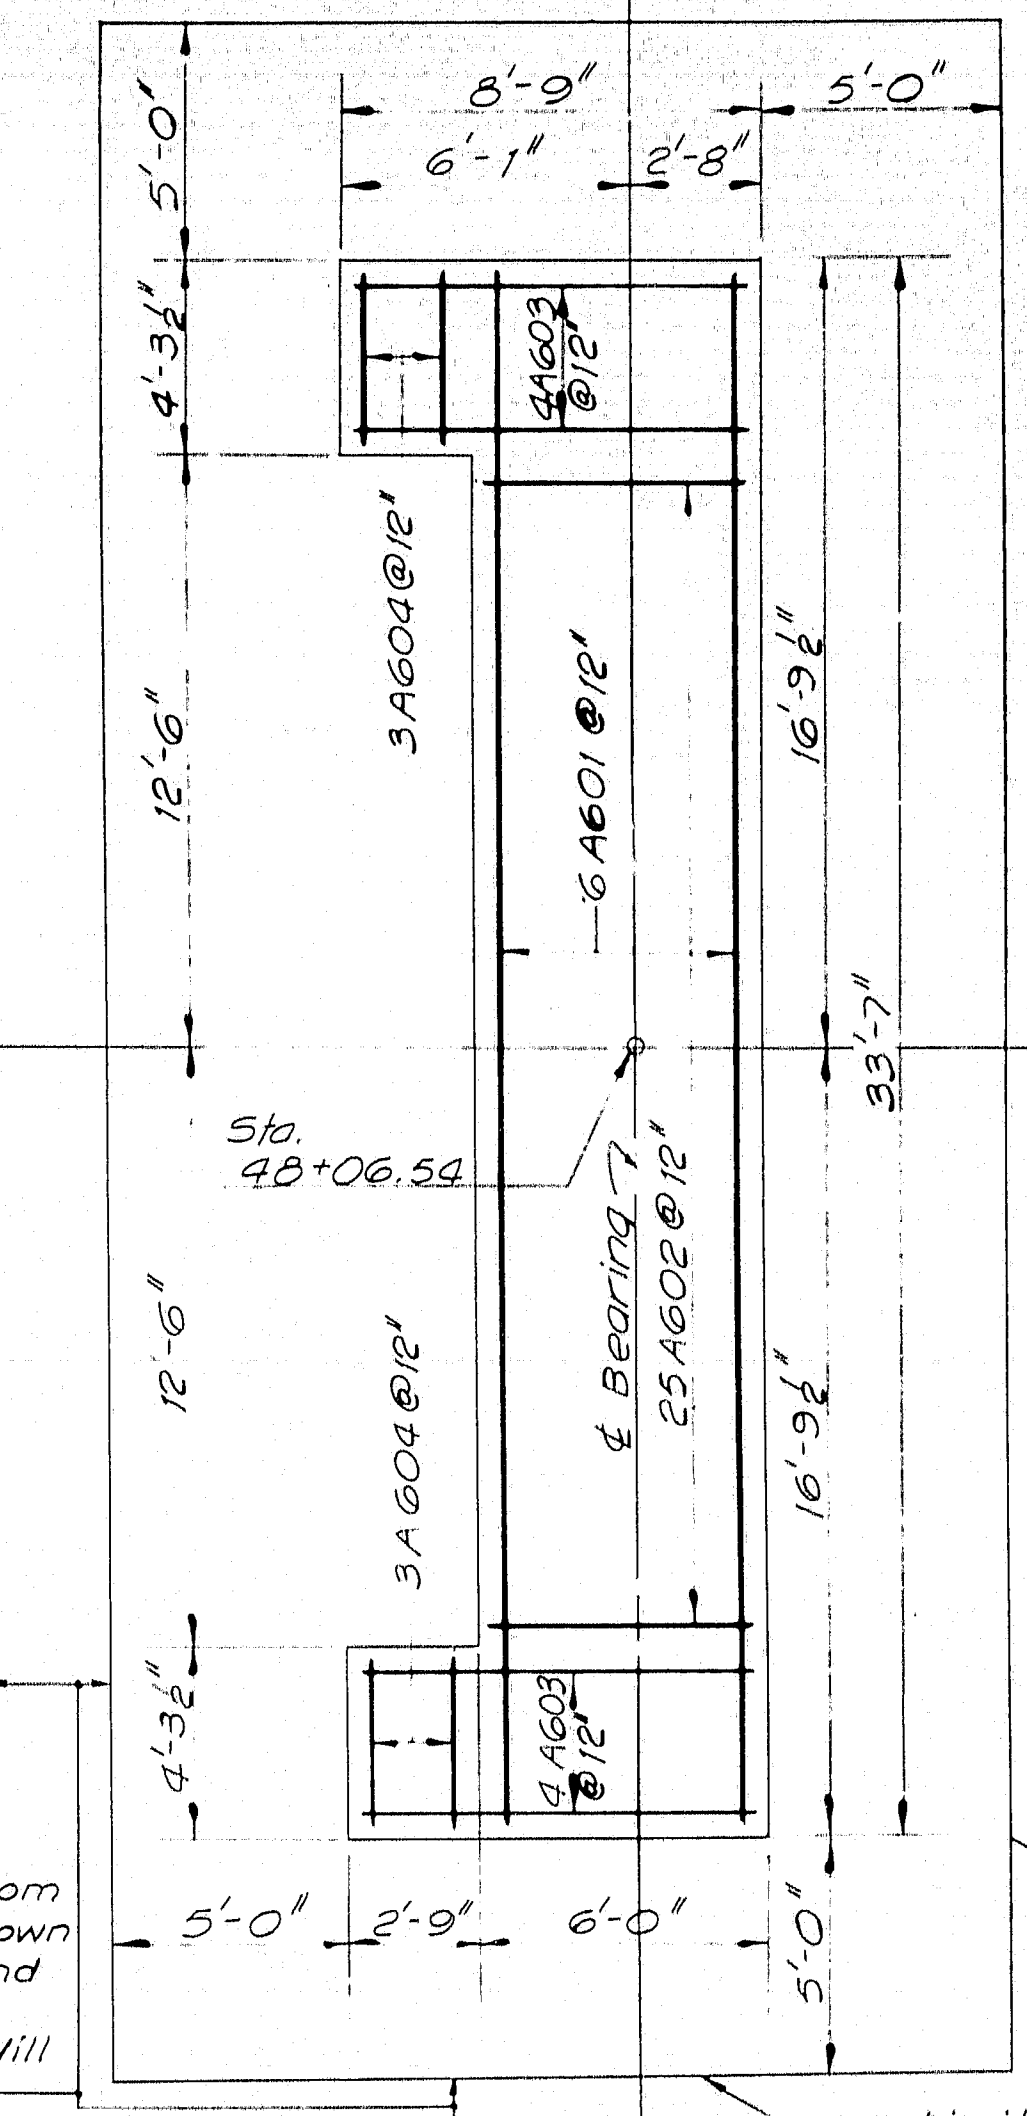 8'-9"
5'-0"
6'-1"
2'-8"
5'-0"
4'-3½"
4A603
@12"
3A604@12"
6A601@12"
12'-6"
16'-9½"
33'-7"
Sta.
48+06.54
℄ Bearing
25A602@12"
12'-6"
3A604@12"
16'-9½"
4'-3½"
4A603
@12"
5'-0"
2'-9"
6'-0"
5'-0"
om
own
nd